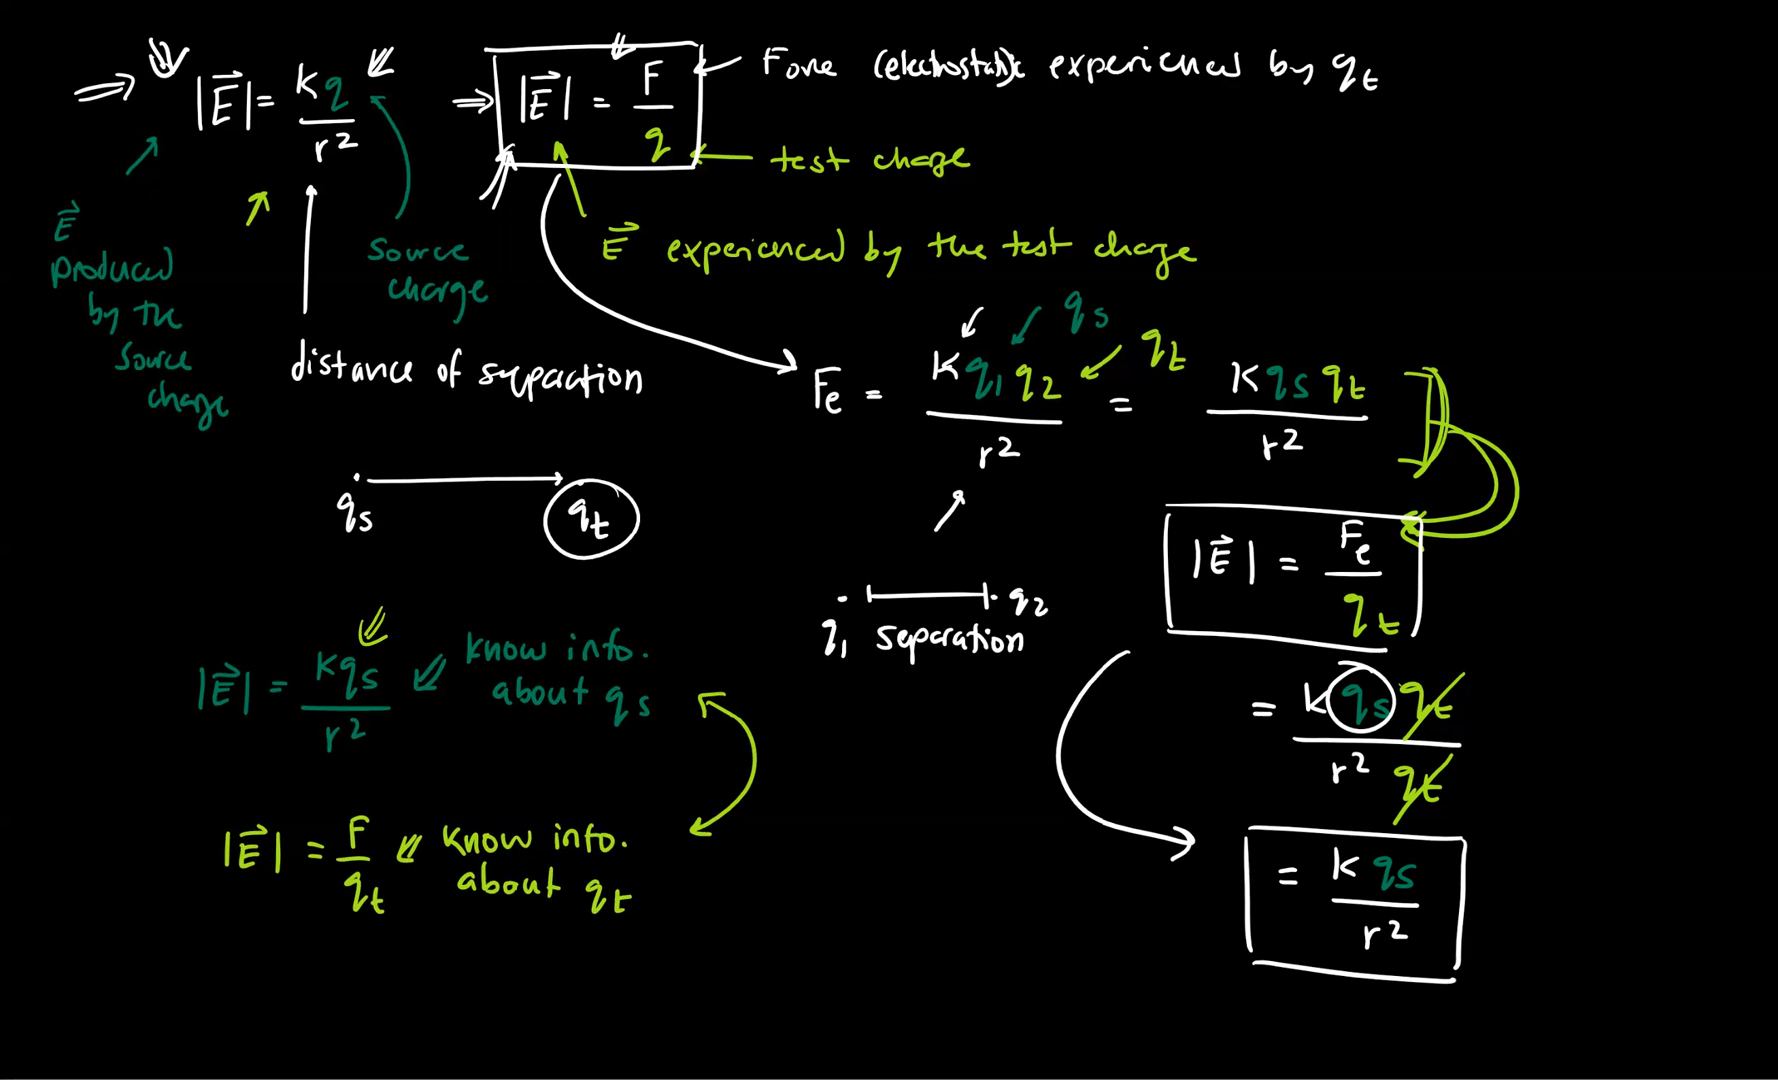 |E⃗| = kq / r²
|E⃗| = F / q
Force (electrostatic) experienced by qt
test charge
E⃗ experienced by the test charge
E⃗
produced
by the
source
charge
source
charge
distance of separation
Fe = kq1q2 / r² = kqsqt / r²
qs
qt
qs
qt
q1
q2
separation
|E⃗| = Fe / qt
= kqsqt / r²qt
= kqs / r²
|E⃗| = kqs / r²
know info.
about qs
|E⃗| = F / qt
know info.
about qt